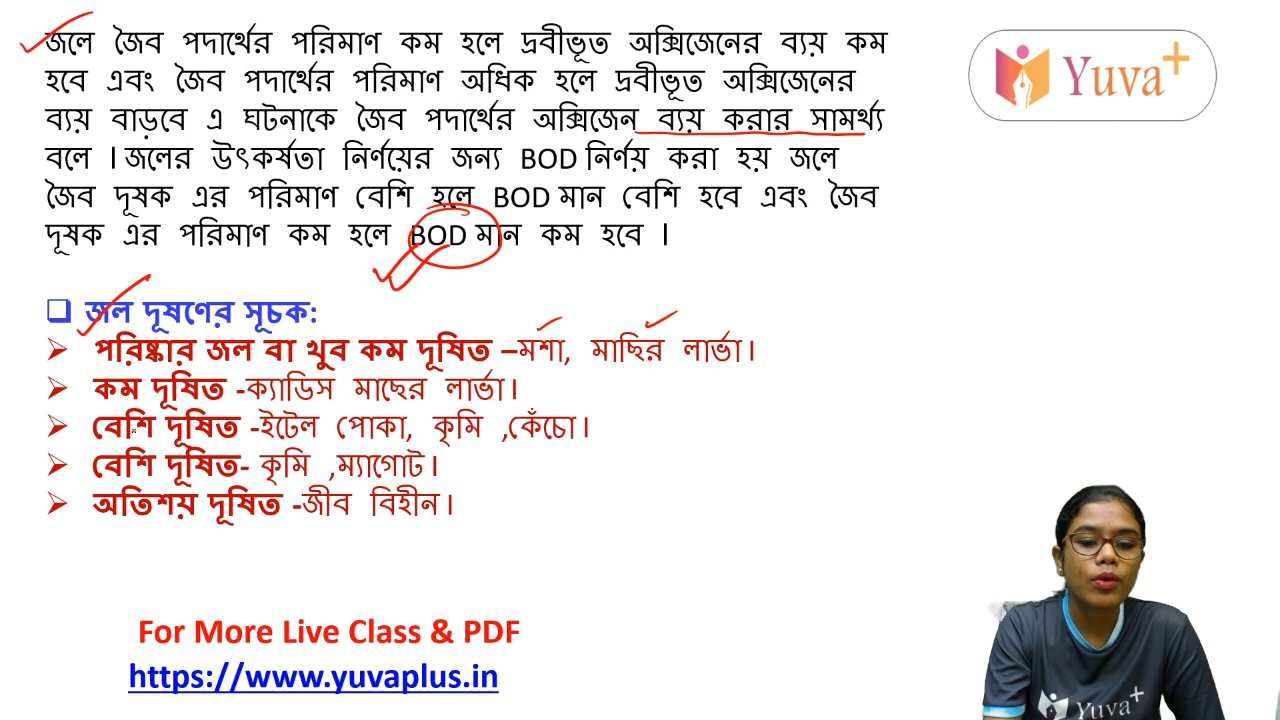 জলে জৈব পদার্থের পরিমাণ কম হলে দ্রবীভূত অক্সিজেনের ব্যয় কম
হবে এবং জৈব পদার্থের পরিমাণ অধিক হলে দ্রবীভূত অক্সিজেনের
ব্যয় বাড়বে এ ঘটনাকে জৈব পদার্থের অক্সিজেন ব্যয় করার সামর্থ্য
বলে । জলের উৎকর্ষতা নির্ণয়ের জন্য BOD নির্ণয় করা হয় জলে
জৈব দূষক এর পরিমাণ বেশি হলে BOD মান বেশি হবে এবং জৈব
দূষক এর পরিমাণ কম হলে BOD মান কম হবে ।
Yuva+
❑ জল দূষণের সূচক:
➢ পরিষ্কার জল বা খুব কম দূষিত –মশা, মাছির লার্ভা।
➢ কম দূষিত -ক্যাডিস মাছের লার্ভা।
➢ বেশি দূষিত -ইটেল পোকা, কৃমি ,কেঁচো।
➢ বেশি দূষিত- কৃমি ,ম্যাগোট।
➢ অতিশয় দূষিত -জীব বিহীন।
For More Live Class & PDF
https://www.yuvaplus.in
Yuva+